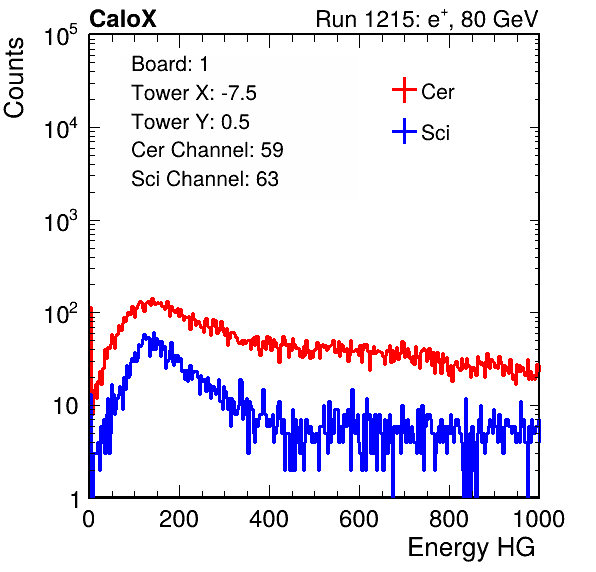 CaloX Run 1215: e⁺, 80 GeV
Counts
10⁵
10⁴
10³
10²
10
1
Board: 1
Tower X: -7.5
Tower Y: 0.5
Cer Channel: 59
Sci Channel: 63
Cer
Sci
0 200 400 600 800 1000
Energy HG